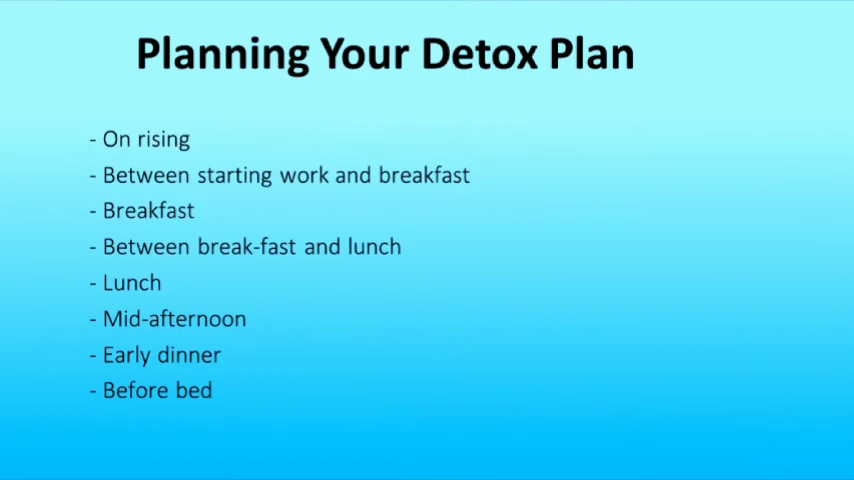 Planning Your Detox Plan
- On rising
- Between starting work and breakfast
- Breakfast
- Between break-fast and lunch
- Lunch
- Mid-afternoon
- Early dinner
- Before bed